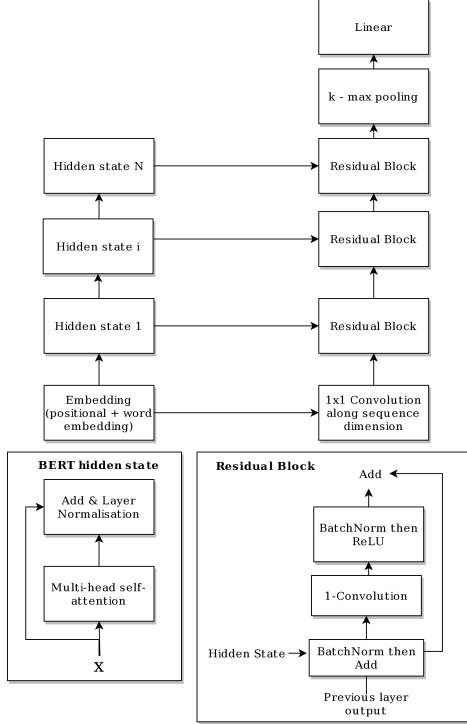 Linear
k - max pooling
Hidden state N
Residual Block
Hidden state i
Residual Block
Hidden state 1
Residual Block
Embedding
(positional + word
embedding)
1x1 Convolution
along sequence
dimension
BERT hidden state
Add & Layer
Normalisation
Multi-head self-
attention
X
Residual Block
Add
BatchNorm then
ReLU
1-Convolution
Hidden State
BatchNorm then
Add
Previous layer
output